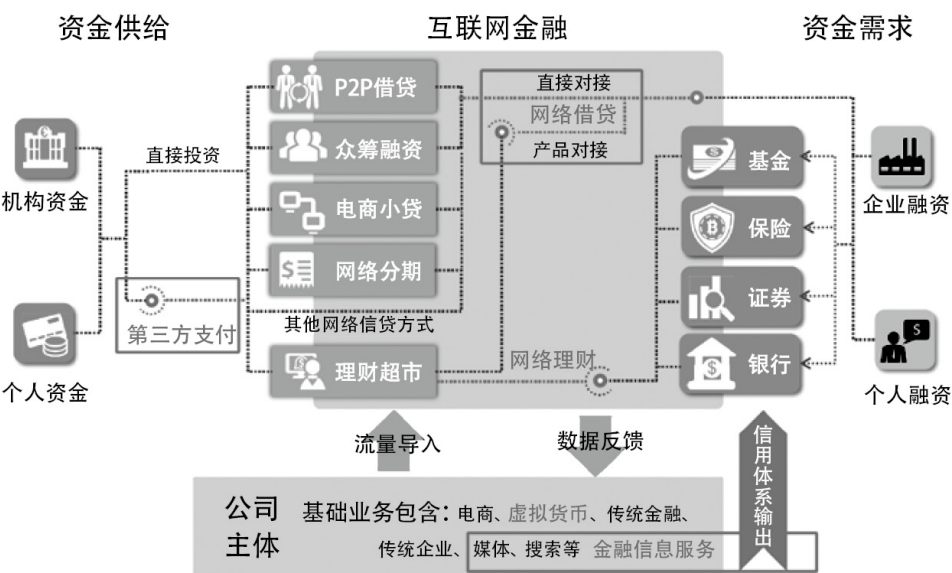 资金供给
互联网金融
资金需求
P2P借贷
直接对接
网络借贷
产品对接
众筹融资
直接投资
机构资金
基金
企业融资
电商小贷
保险
网络分期
证券
其他网络信贷方式
第三方支付
理财超市
网络理财
银行
个人资金
个人融资
流量导入
数据反馈
信用体系输出
公司
主体
基础业务包含：电商、虚拟货币、传统金融、
传统企业、媒体、搜索等 金融信息服务